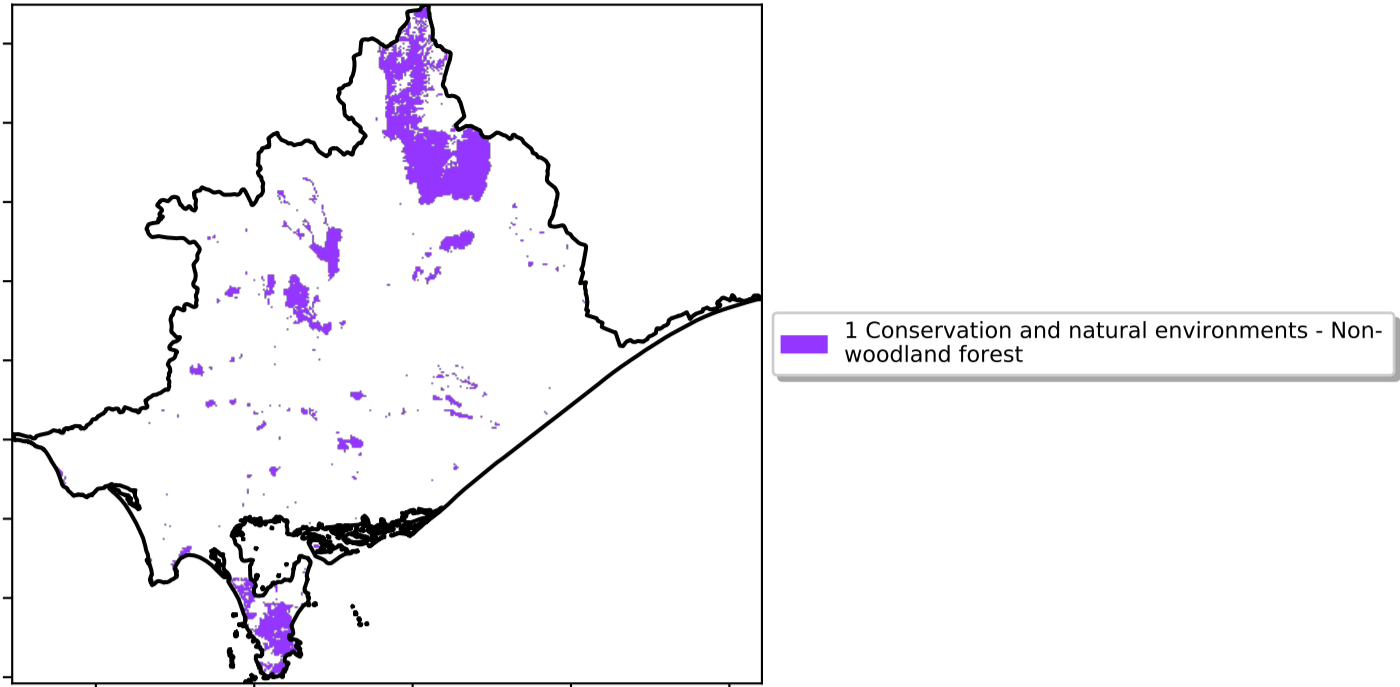 1 Conservation and natural environments - Non-
woodland forest